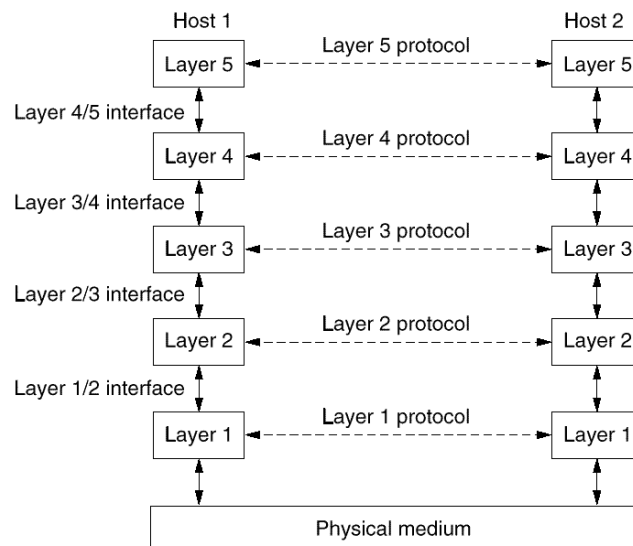 Host 1 Host 2
Layer 5 Layer 5 protocol Layer 5
Layer 4/5 interface
Layer 4 Layer 4 protocol Layer 4
Layer 3/4 interface
Layer 3 Layer 3 protocol Layer 3
Layer 2/3 interface
Layer 2 Layer 2 protocol Layer 2
Layer 1/2 interface
Layer 1 Layer 1 protocol Layer 1
Physical medium